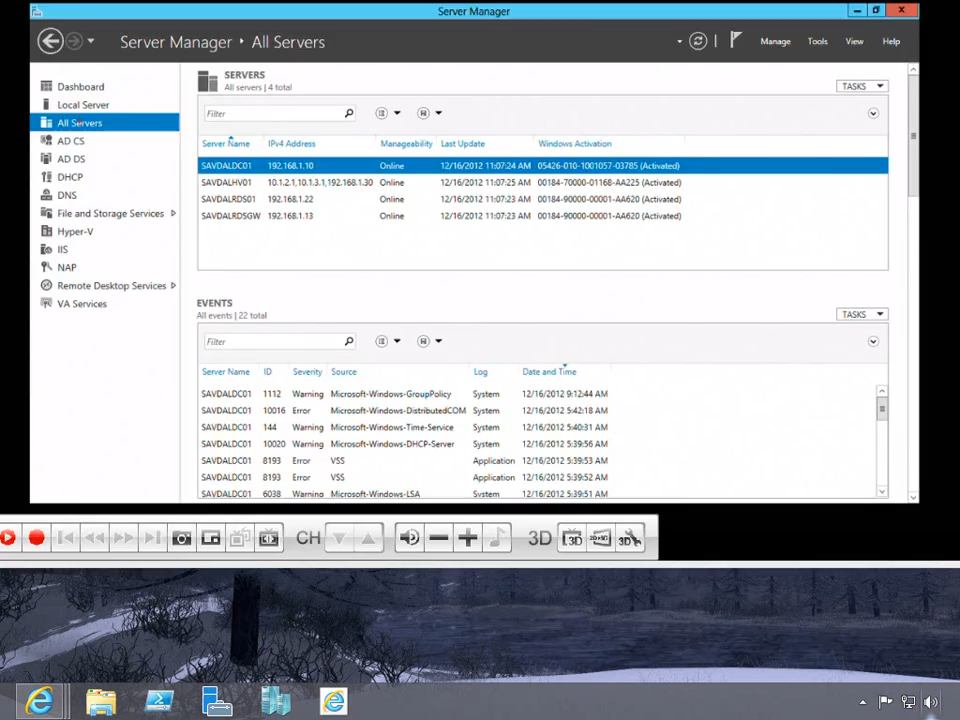 Server Manager
Server Manager ‣ All Servers
Manage Tools View Help
Dashboard
Local Server
All Servers
AD CS
AD DS
DHCP
DNS
File and Storage Services
Hyper-V
IIS
NAP
Remote Desktop Services
VA Services
SERVERS
All servers | 4 total
TASKS
Filter
Server Name IPv4 Address Manageability Last Update Windows Activation
SAVDALDC01 192.168.1.10 Online 12/16/2012 11:07:24 AM 05426-010-1001057-03785 (Activated)
SAVDALHV01 10.1.2.1,10.1.3.1,192.168.1.30 Online 12/16/2012 11:07:25 AM 00184-70000-01168-AA225 (Activated)
SAVDALRDS01 192.168.1.22 Online 12/16/2012 11:07:23 AM 00184-90000-00001-AA620 (Activated)
SAVDALRDSGW 192.168.1.13 Online 12/16/2012 11:07:23 AM 00184-90000-00001-AA620 (Activated)
EVENTS
All events | 22 total
TASKS
Filter
Server Name ID Severity Source Log Date and Time
SAVDALDC01 1112 Warning Microsoft-Windows-GroupPolicy System 12/16/2012 9:12:44 AM
SAVDALDC01 10016 Error Microsoft-Windows-DistributedCOM System 12/16/2012 5:42:18 AM
SAVDALDC01 144 Warning Microsoft-Windows-Time-Service System 12/16/2012 5:40:31 AM
SAVDALDC01 10020 Warning Microsoft-Windows-DHCP-Server System 12/16/2012 5:39:56 AM
SAVDALDC01 8193 Error VSS Application 12/16/2012 5:39:53 AM
SAVDALDC01 8193 Error VSS Application 12/16/2012 5:39:52 AM
SAVDALDC01 6038 Warning Microsoft-Windows-LSA System 12/16/2012 5:39:51 AM
CH 3D